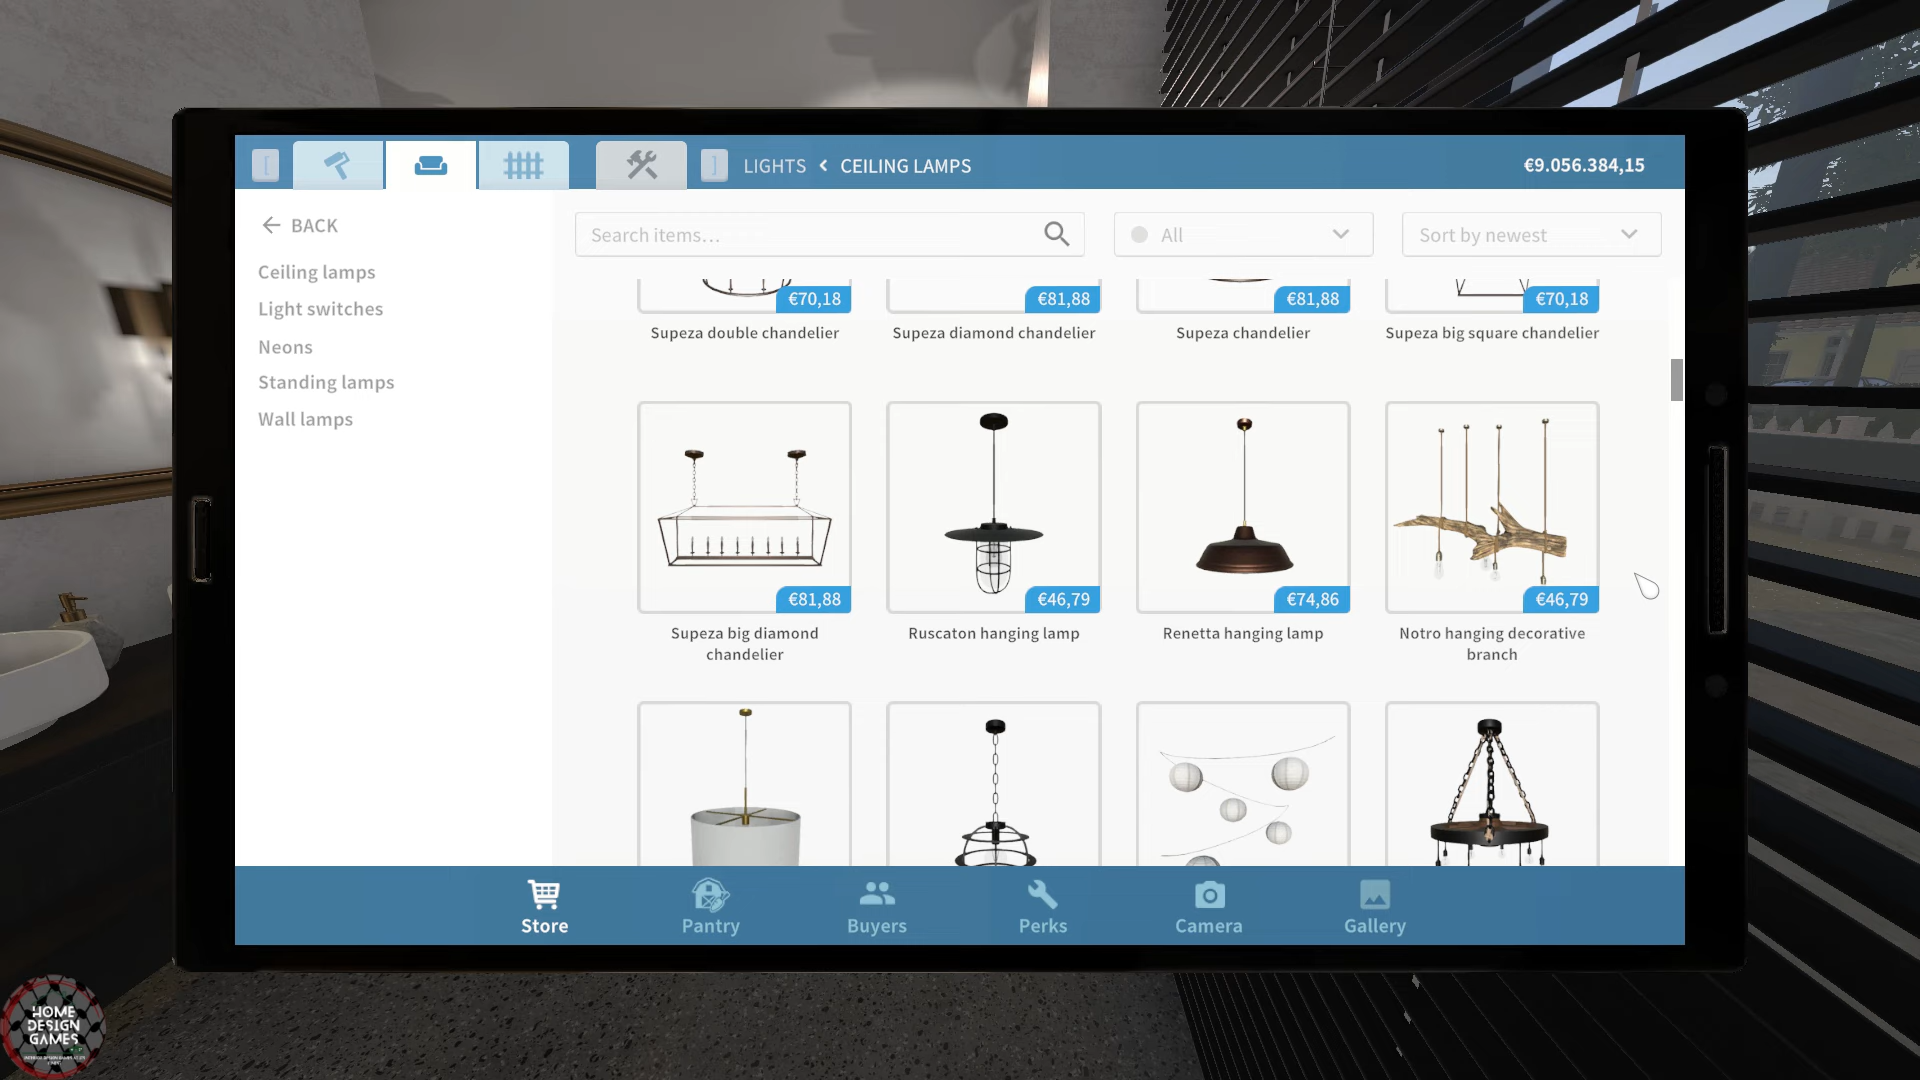 [
]
LIGHTS < CEILING LAMPS
€9.056.384,15
BACK
Ceiling lamps
Light switches
Neons
Standing lamps
Wall lamps
Search items...
All
Sort by newest
€70,18
€81,88
€81,88
€70,18
Supeza double chandelier
Supeza diamond chandelier
Supeza chandelier
Supeza big square chandelier
€81,88
€46,79
€74,86
€46,79
Supeza big diamond
chandelier
Ruscaton hanging lamp
Renetta hanging lamp
Notro hanging decorative
branch
Store
Pantry
Buyers
Perks
Camera
Gallery
HOME
DESIGN
GAMES